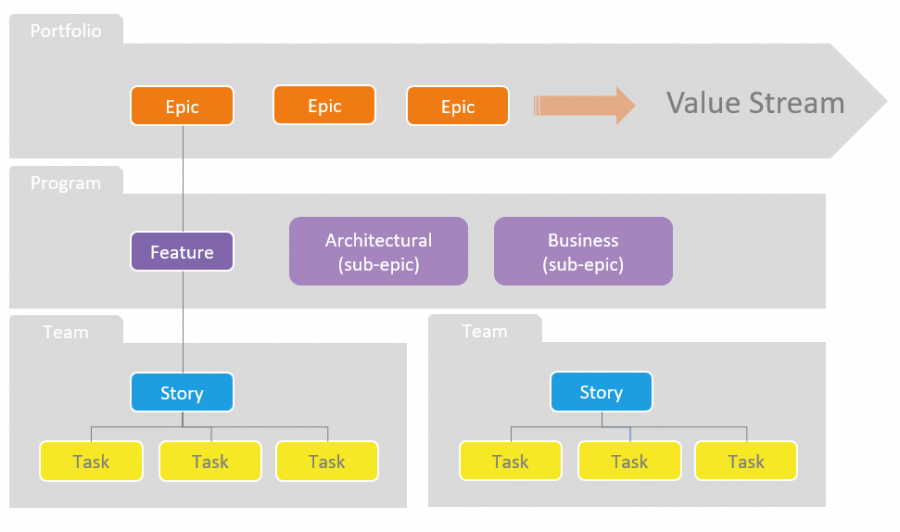 Portfolio
Epic
Epic
Epic
Value Stream
Program
Feature
Architectural
(sub-epic)
Business
(sub-epic)
Team
Team
Story
Story
Task
Task
Task
Task
Task
Task